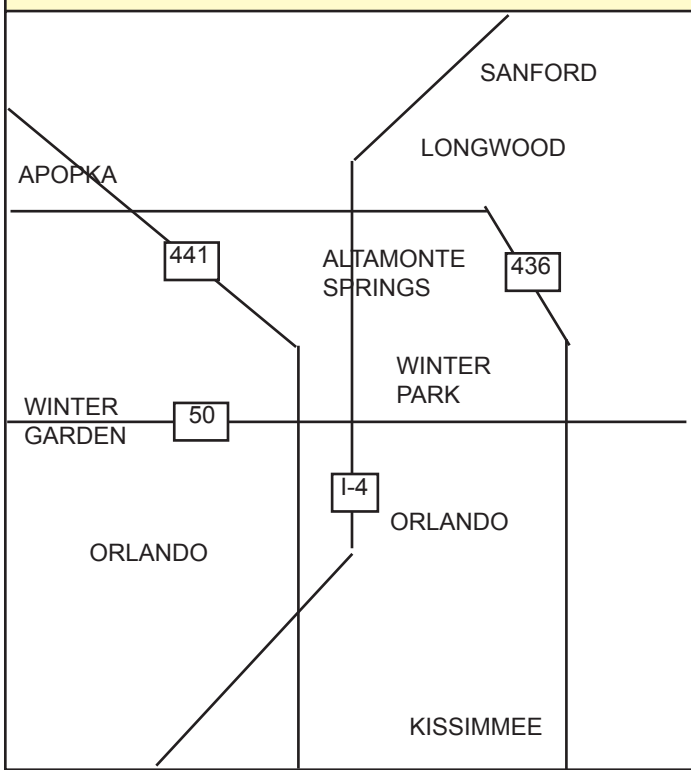 SANFORD
LONGWOOD
APOPKA
441
ALTAMONTE
SPRINGS
436
WINTER
PARK
WINTER
GARDEN
50
I-4
ORLANDO
ORLANDO
KISSIMMEE